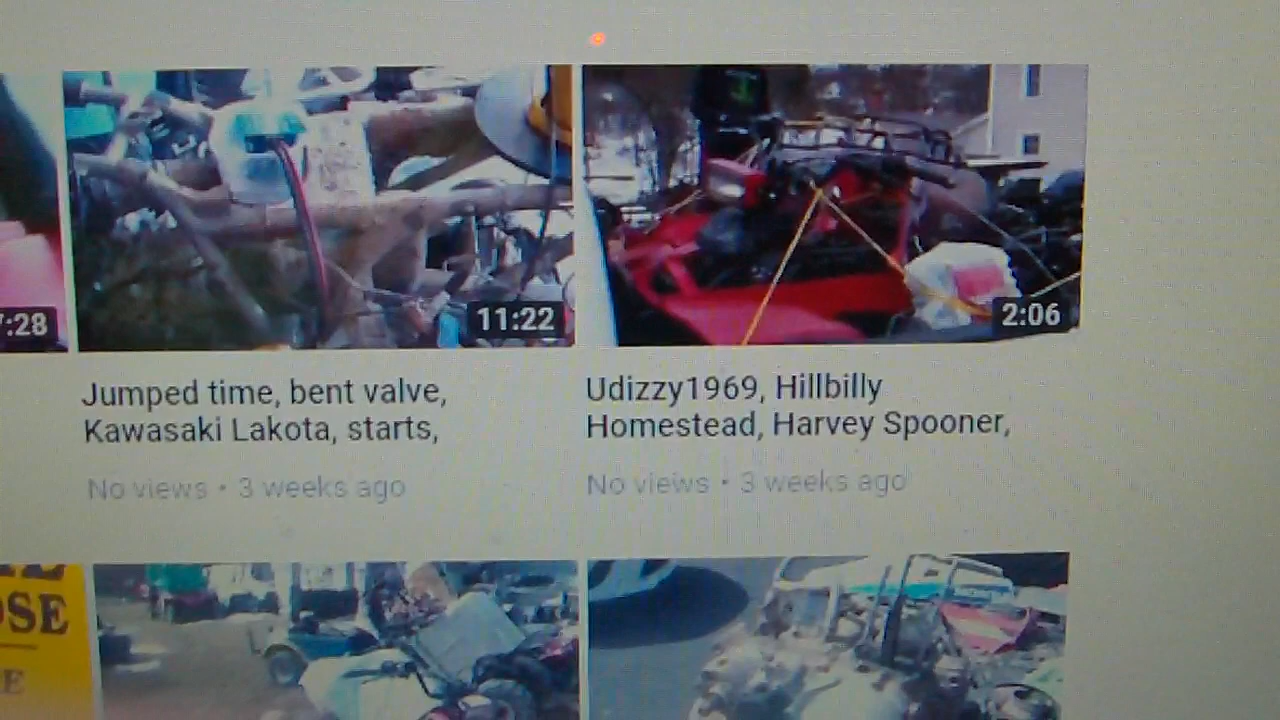 :28
11:22
2:06
Jumped time, bent valve,
Kawasaki Lakota, starts,
Udizzy1969, Hillbilly
Homestead, Harvey Spooner,
No views • 3 weeks ago
No views • 3 weeks ago
OSE
E